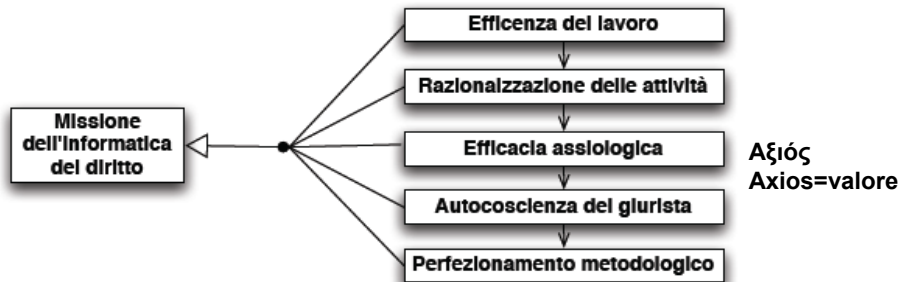 Efficenza del lavoro
Razionaizzazione delle attività
Missione
dell'informatica
del diritto
Efficacia assiologica
Αξιός
Axios=valore
Autocoscienza del giurista
Perfezionamento metodologico